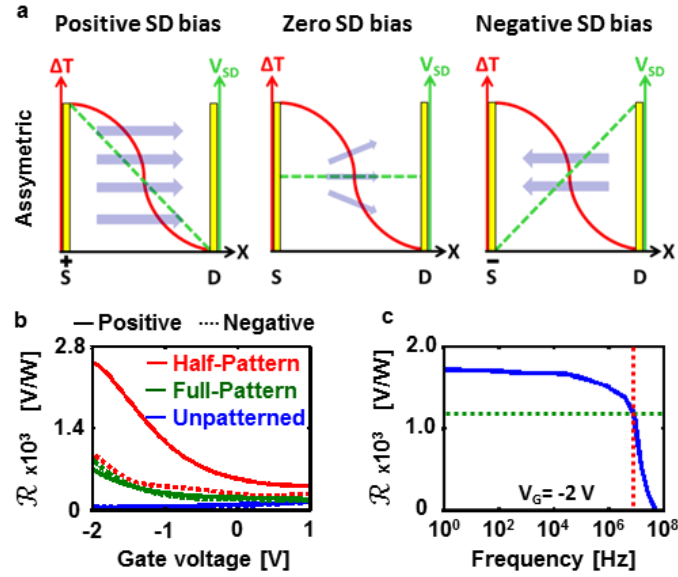 a
Positive SD bias
Zero SD bias
Negative SD bias
Assymetric
ΔT
V_SD
X
+
S
D
ΔT
V_SD
X
S
D
ΔT
V_SD
X
−
S
D
b
Positive
Negative
ℛ x10³ [V/W]
2.8
1.4
0
Half-Pattern
Full-Pattern
Unpatterned
-2
-1
0
1
Gate voltage [V]
c
ℛ x10³ [V/W]
2.0
1.0
0
V_G= -2 V
10⁰
10²
10⁴
10⁶
10⁸
Frequency [Hz]